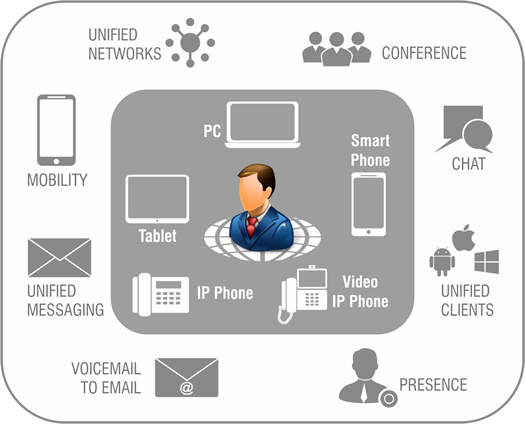 UNIFIED
NETWORKS
CONFERENCE
PC
Smart
Phone
CHAT
MOBILITY
Tablet
IP Phone
Video
IP Phone
UNIFIED
MESSAGING
UNIFIED
CLIENTS
VOICEMAIL
TO EMAIL
@
PRESENCE